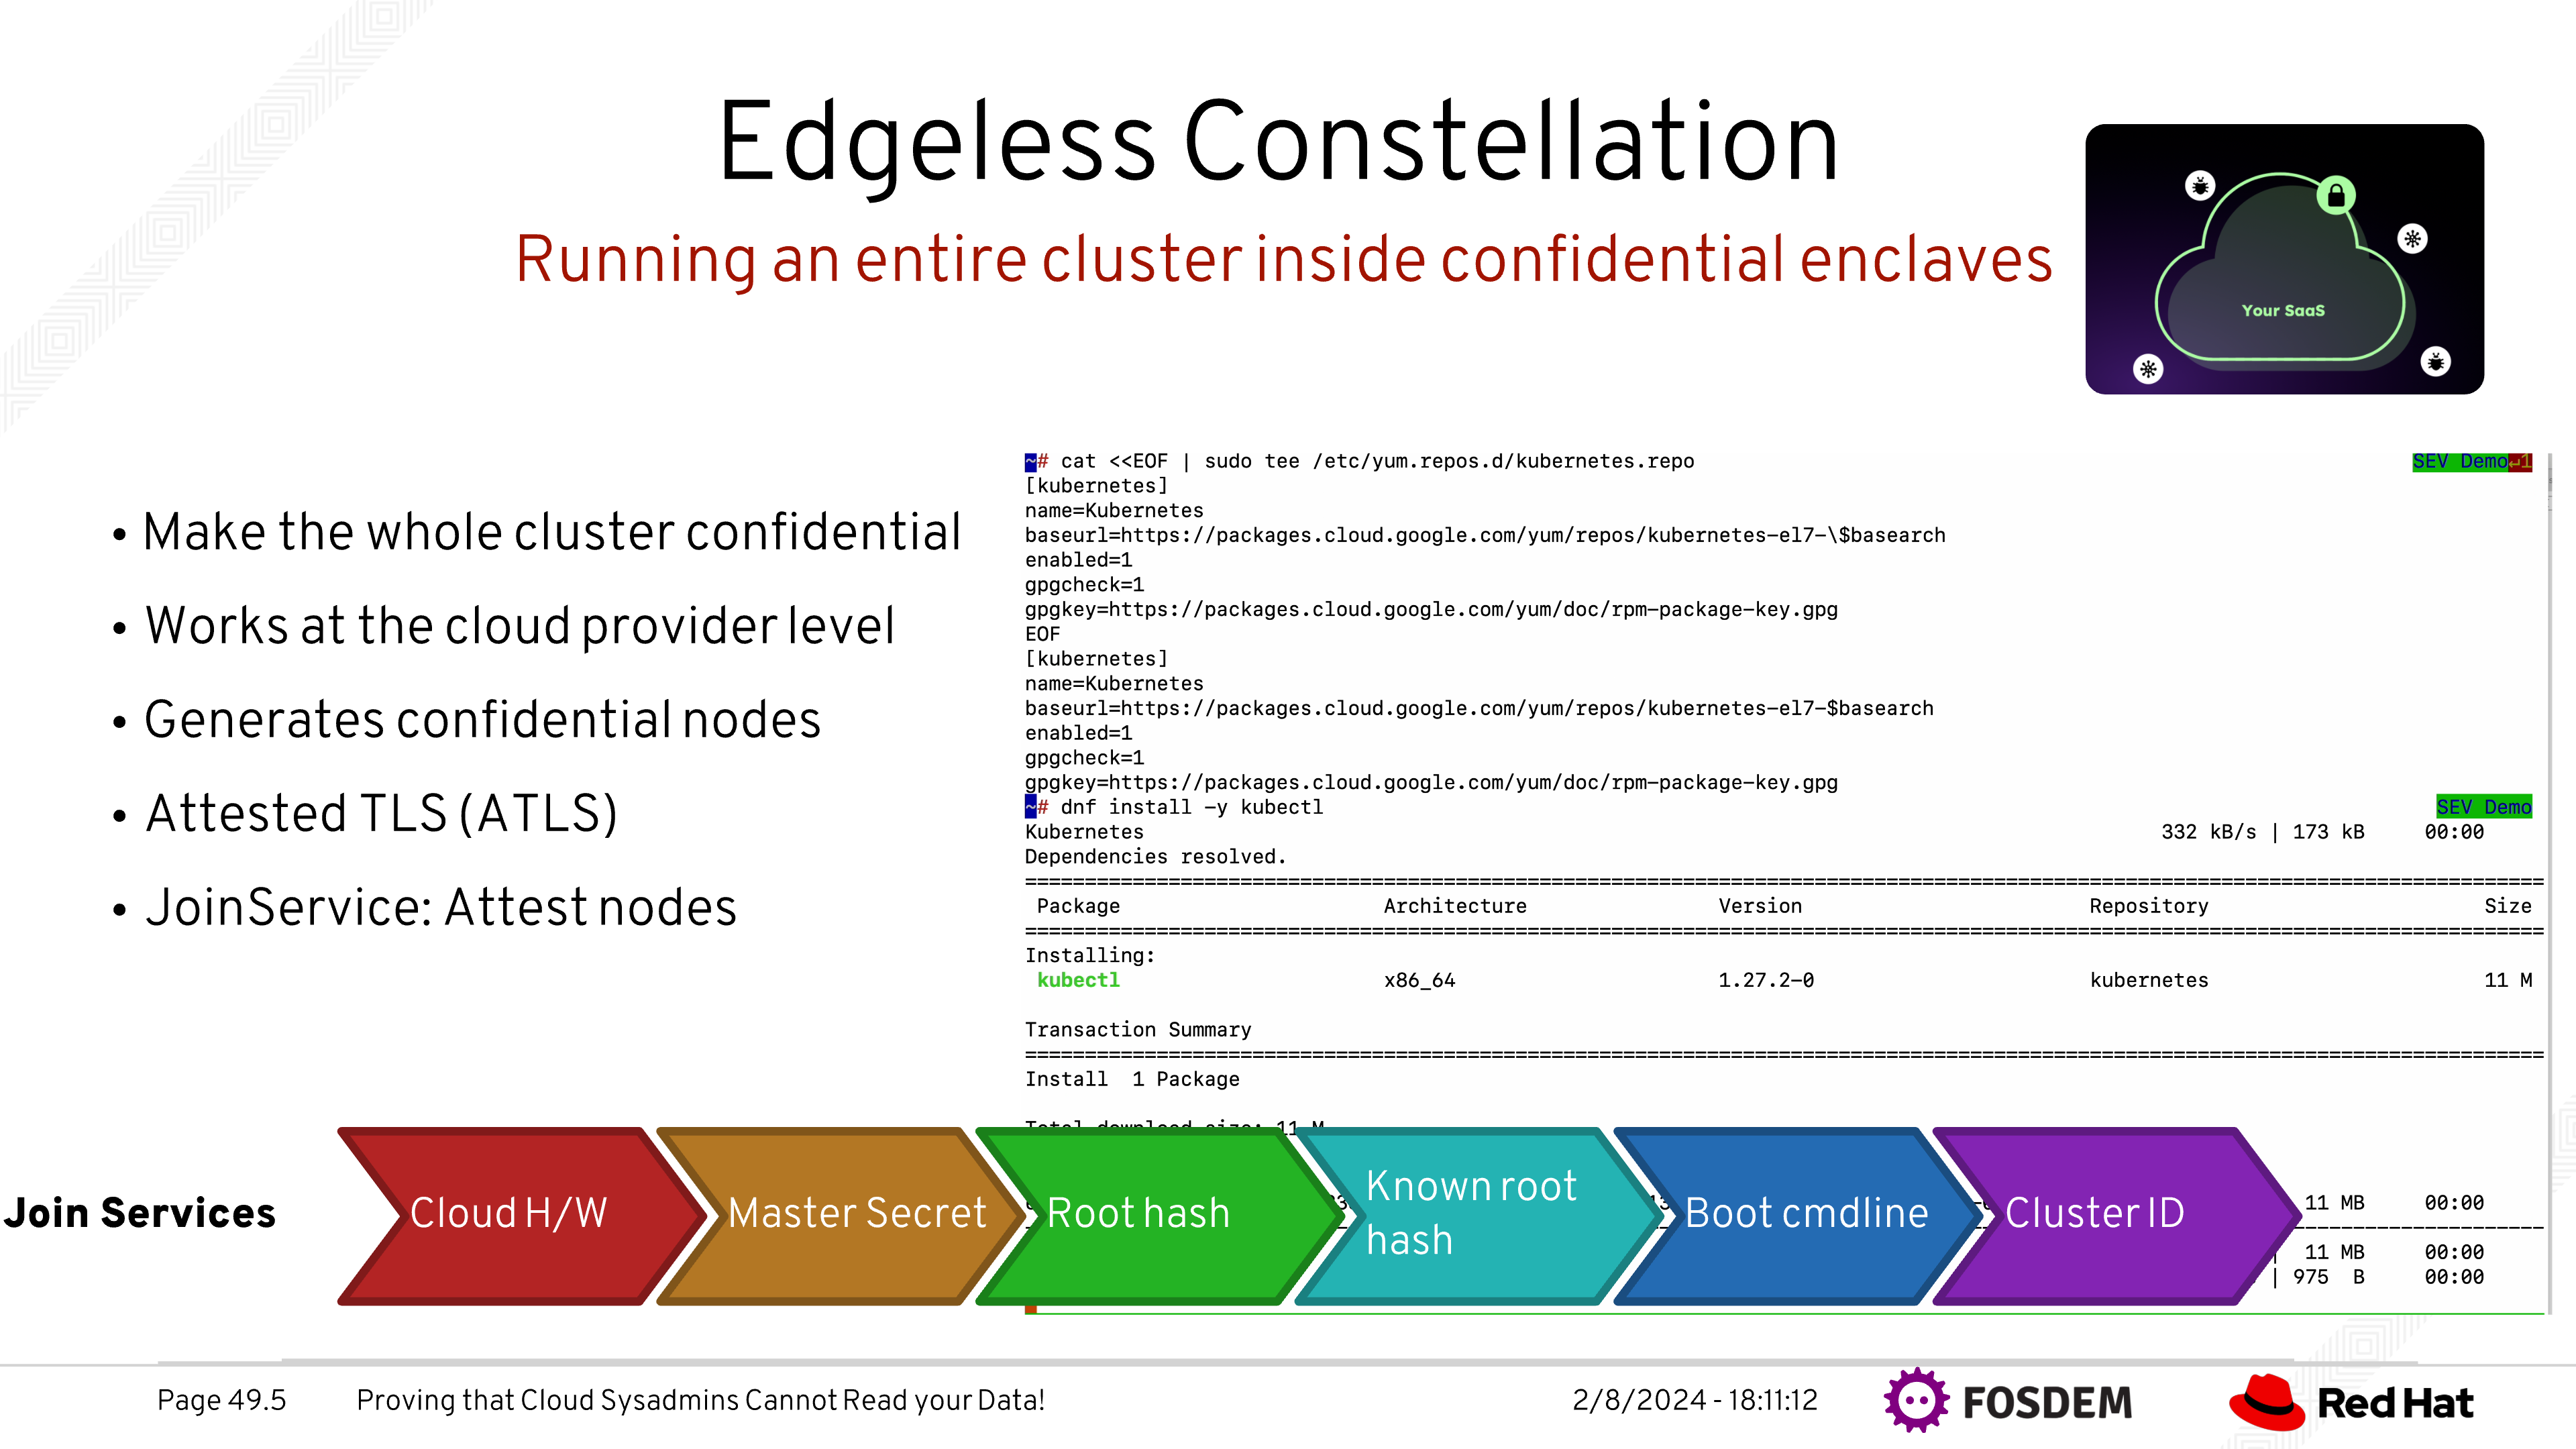 Edgeless Constellation
Running an entire cluster inside confidential enclaves
Your SaaS
• Make the whole cluster confidential
• Works at the cloud provider level
• Generates confidential nodes
• Attested TLS (ATLS)
• JoinService: Attest nodes
~# cat <<EOF | sudo tee /etc/yum.repos.d/kubernetes.repo SEV Demo↵1
[kubernetes]
name=Kubernetes
baseurl=https://packages.cloud.google.com/yum/repos/kubernetes-el7-\$basearch
enabled=1
gpgcheck=1
gpgkey=https://packages.cloud.google.com/yum/doc/rpm-package-key.gpg
EOF
[kubernetes]
name=Kubernetes
baseurl=https://packages.cloud.google.com/yum/repos/kubernetes-el7-$basearch
enabled=1
gpgcheck=1
gpgkey=https://packages.cloud.google.com/yum/doc/rpm-package-key.gpg
~# dnf install -y kubectl SEV Demo
Kubernetes 332 kB/s | 173 kB 00:00
Dependencies resolved.
Package Architecture Version Repository Size
Installing:
kubectl x86_64 1.27.2-0 kubernetes 11 M
Transaction Summary
Install 1 Package
Total download size: 11 M
11 MB 00:00
| 11 MB 00:00
| 975 B 00:00
Join Services
Cloud H/W
Master Secret
Root hash
Known root
hash
Boot cmdline
Cluster ID
Page 49.5 Proving that Cloud Sysadmins Cannot Read your Data! 2/8/2024 - 18:11:12 FOSDEM Red Hat